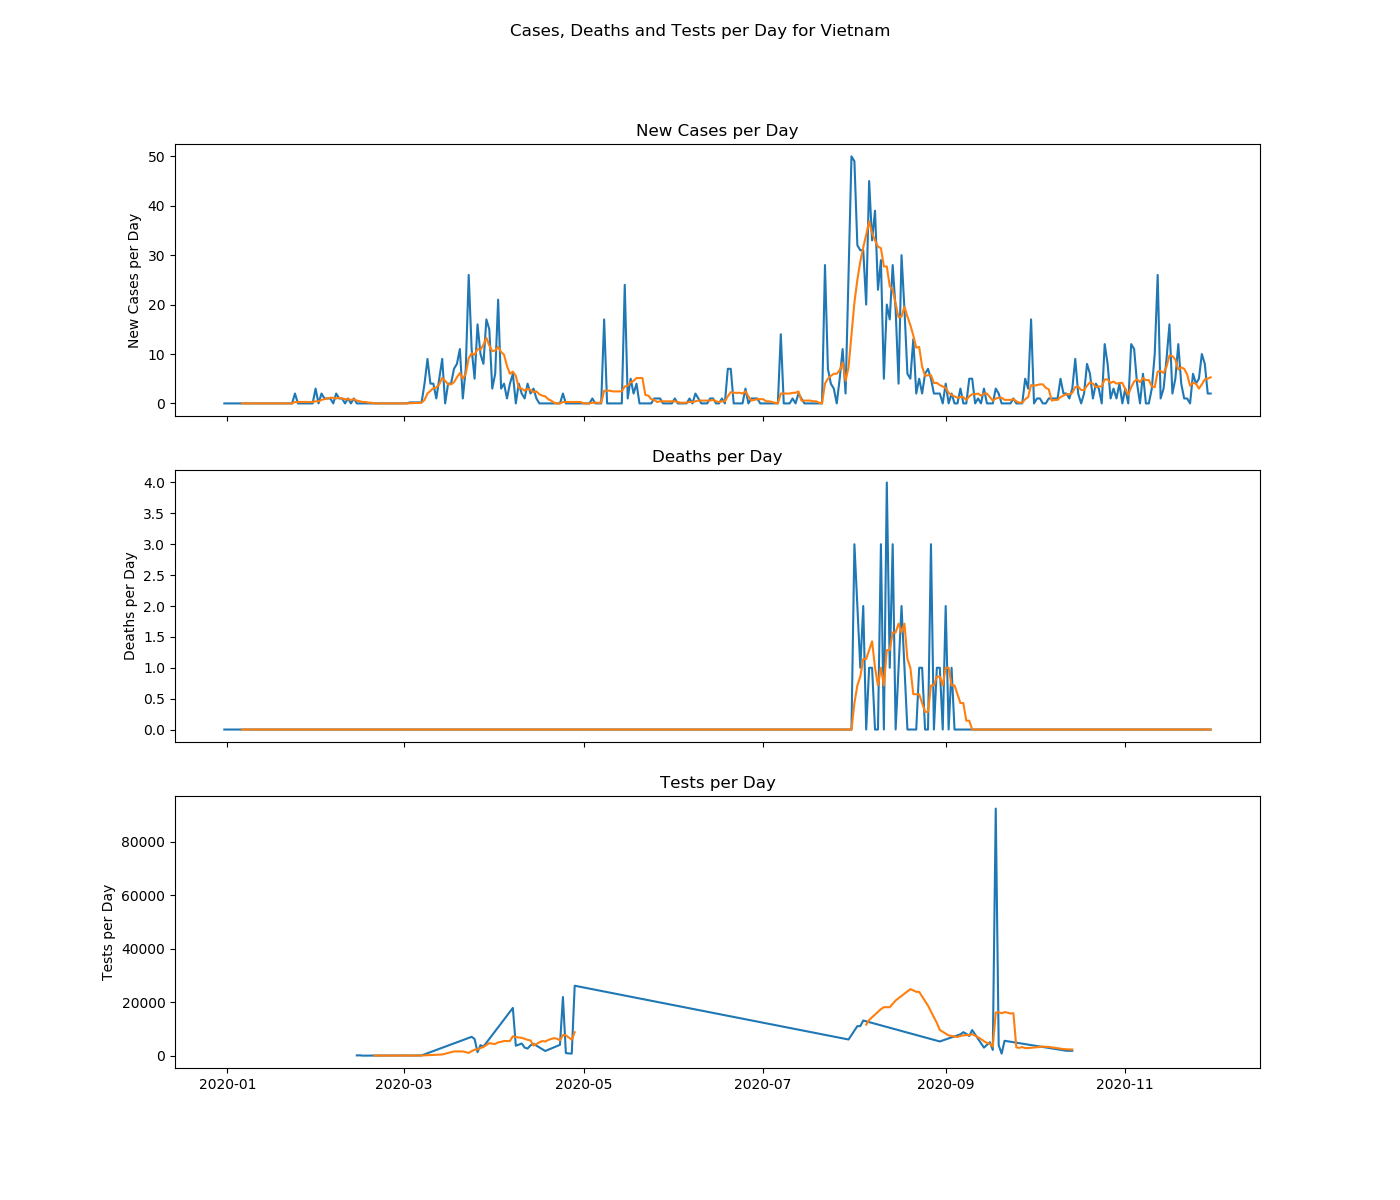 Cases, Deaths and Tests per Day for Vietnam
New Cases per Day
50
40
30
20
10
0
New Cases per Day
Deaths per Day
4.0
3.5
3.0
2.5
2.0
1.5
1.0
0.5
0.0
Deaths per Day
Tests per Day
80000
60000
40000
20000
0
Tests per Day
2020-01 2020-03 2020-05 2020-07 2020-09 2020-11